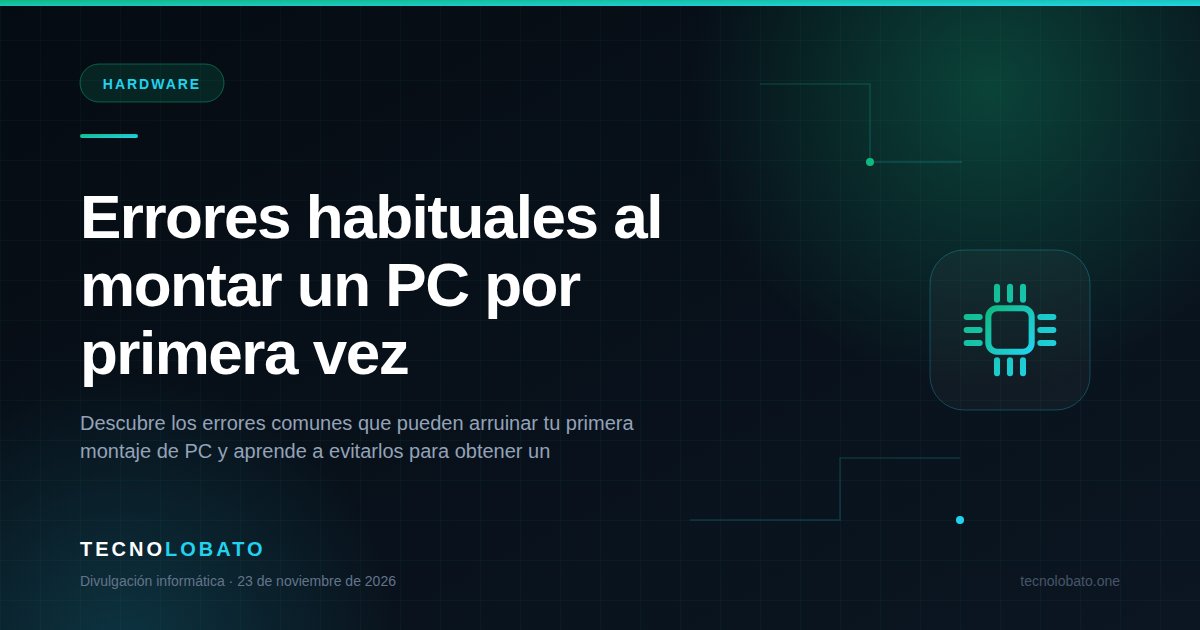 HARDWARE
Errores habituales al
montar un PC por
primera vez
Descubre los errores comunes que pueden arruinar tu primera
montaje de PC y aprende a evitarlos para obtener un
TECNOLOBATO
Divulgación informática · 23 de noviembre de 2026
tecnolobato.one